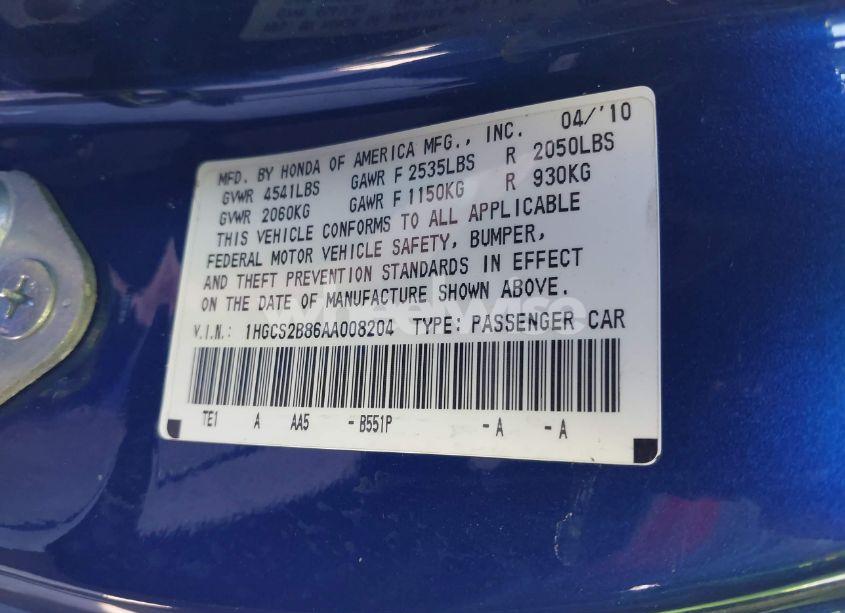 MFD. BY HONDA OF AMERICA MFG., INC. 04/'10
GVWR 4541LBS GAWR F 2535LBS R 2050LBS
GVWR 2060KG GAWR F 1150KG R 930KG
THIS VEHICLE CONFORMS TO ALL APPLICABLE
FEDERAL MOTOR VEHICLE SAFETY, BUMPER,
AND THEFT PREVENTION STANDARDS IN EFFECT
ON THE DATE OF MANUFACTURE SHOWN ABOVE.
V.I.N.: 1HGCS2B86AA008204 TYPE: PASSENGER CAR
TE1 A AA5 - B551P - A - A